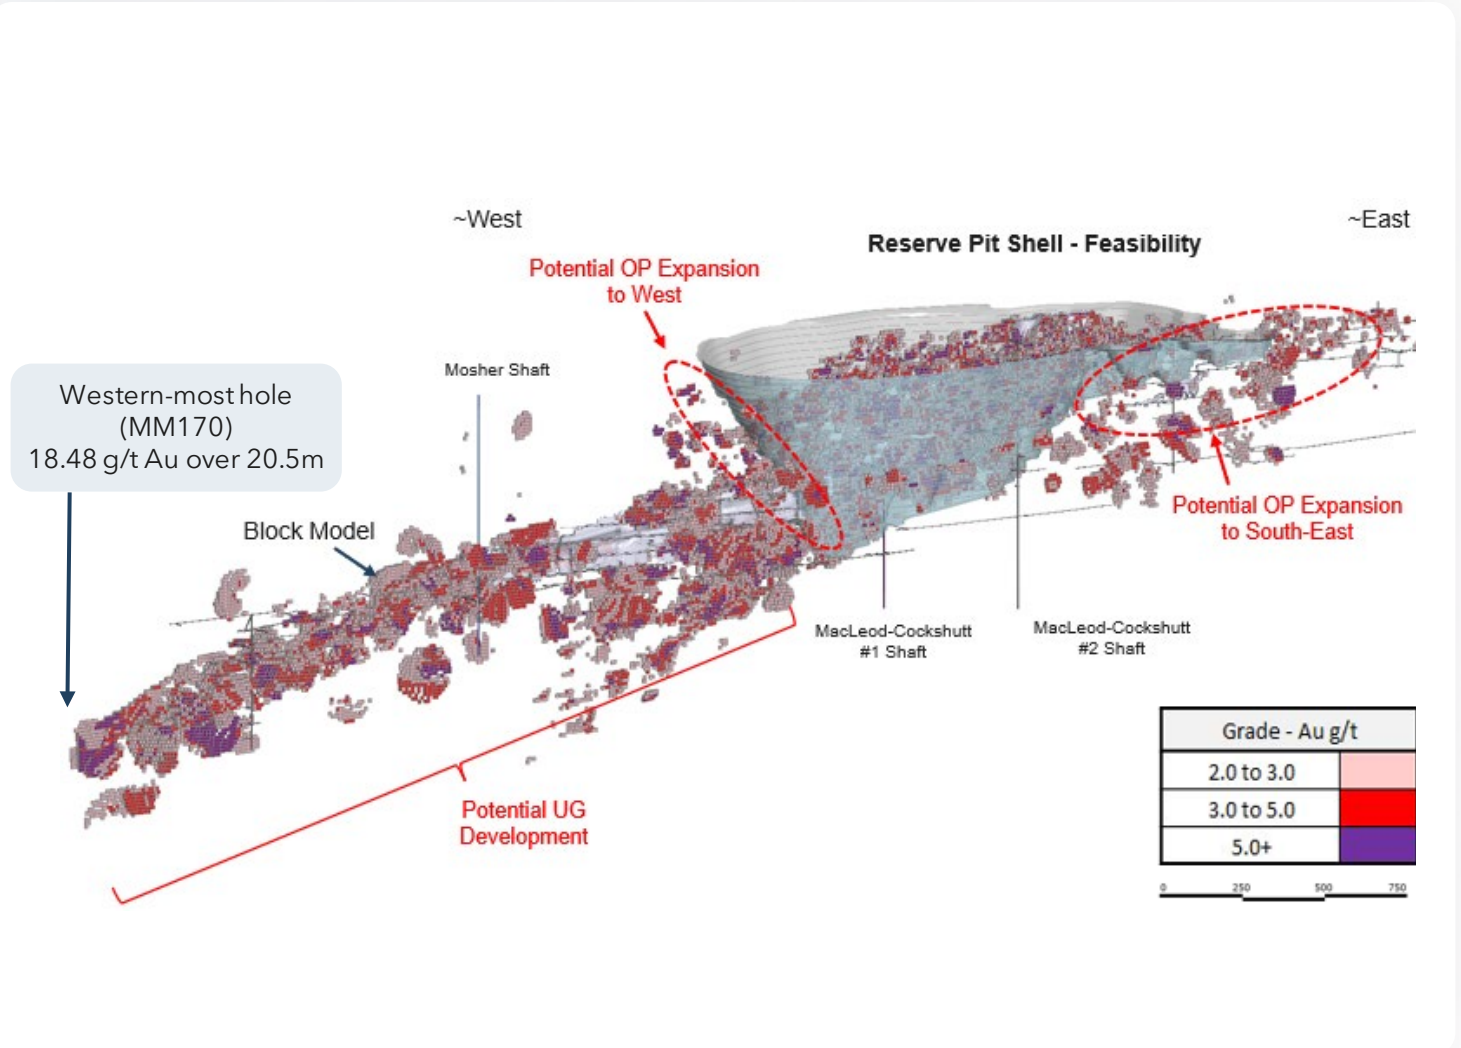 ~West
~East
Reserve Pit Shell - Feasibility
Potential OP Expansion
to West
Mosher Shaft
Western-most hole
(MM170)
18.48 g/t Au over 20.5m
Block Model
Potential OP Expansion
to South-East
MacLeod-Cockshutt
#1 Shaft
MacLeod-Cockshutt
#2 Shaft
Potential UG
Development
Grade - Au g/t
2.0 to 3.0
3.0 to 5.0
5.0+
0 250 500 750